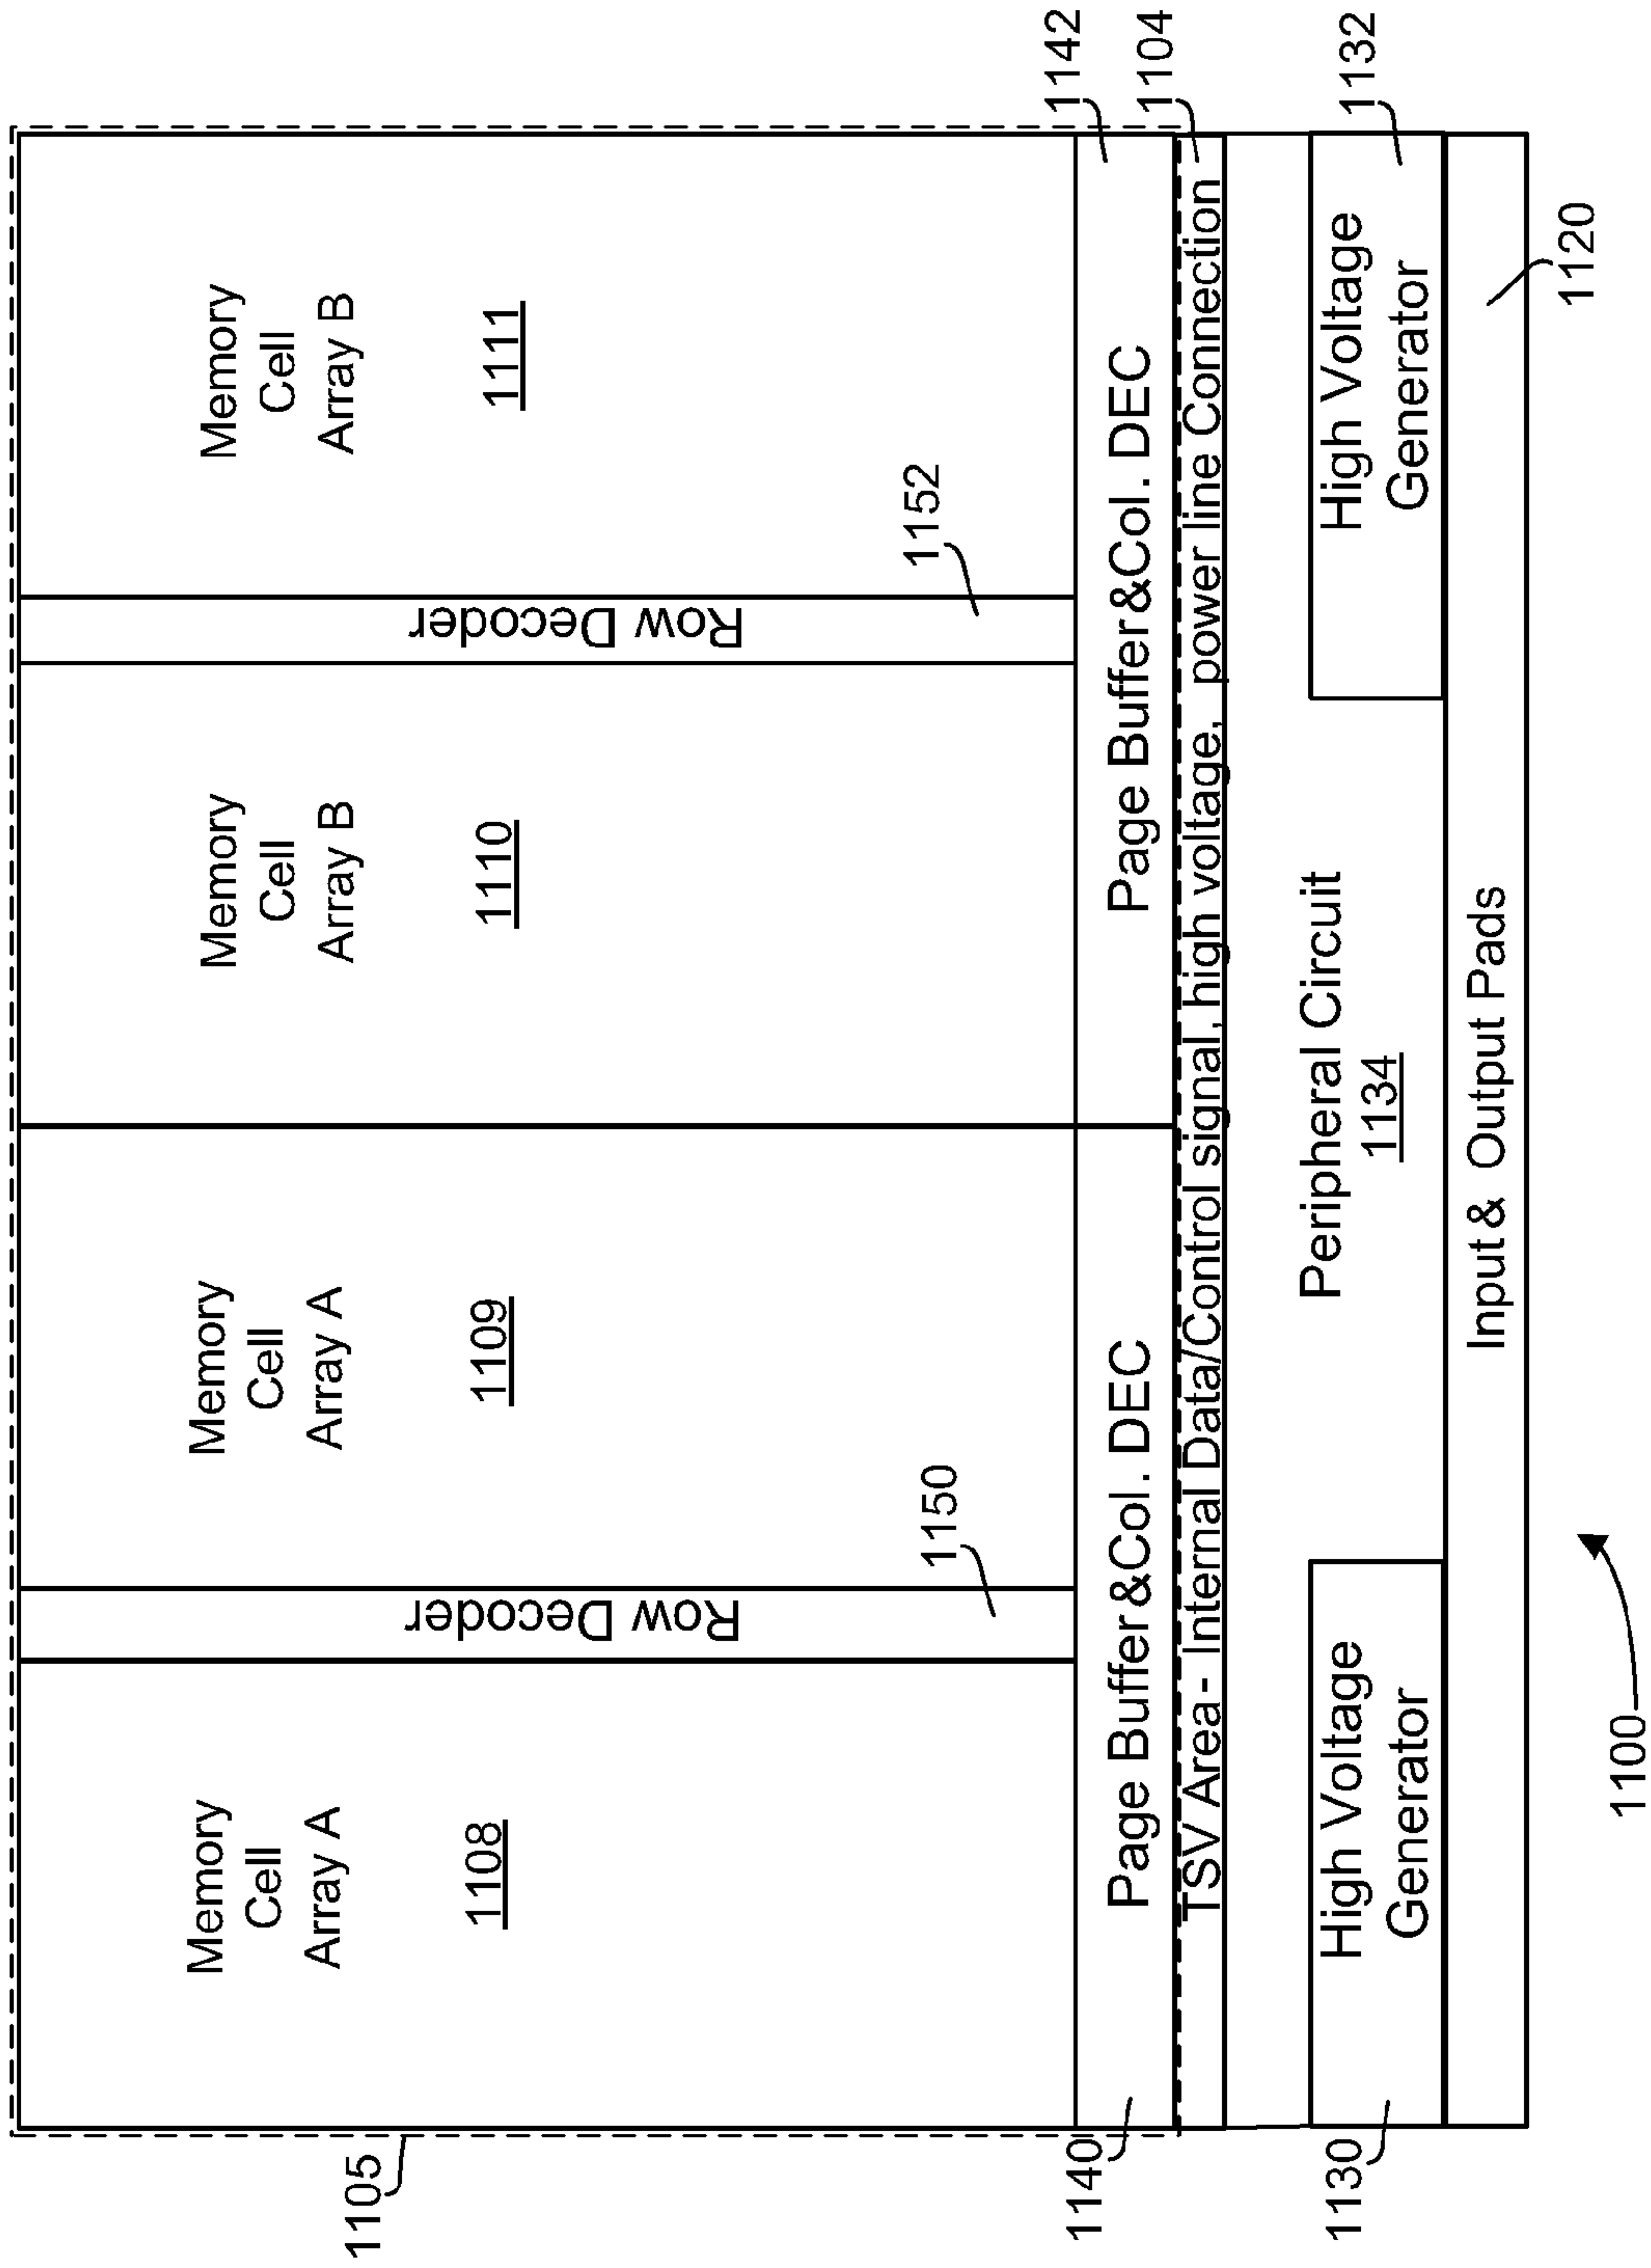 1105
Memory
Cell
Array A
1108
Row Decoder
1150
Memory
Cell
Array A
1109
Memory
Cell
Array B
1110
Row Decoder
1152
Memory
Cell
Array B
1111
1140
Page Buffer&Col. DEC
Page Buffer&Col. DEC
1142
TSV Area- Internal Data/Control signal, high voltage, power line Connection
1104
1130
High Voltage
Generator
Peripheral Circuit
1134
High Voltage
Generator
1132
Input & Output Pads
1120
1100